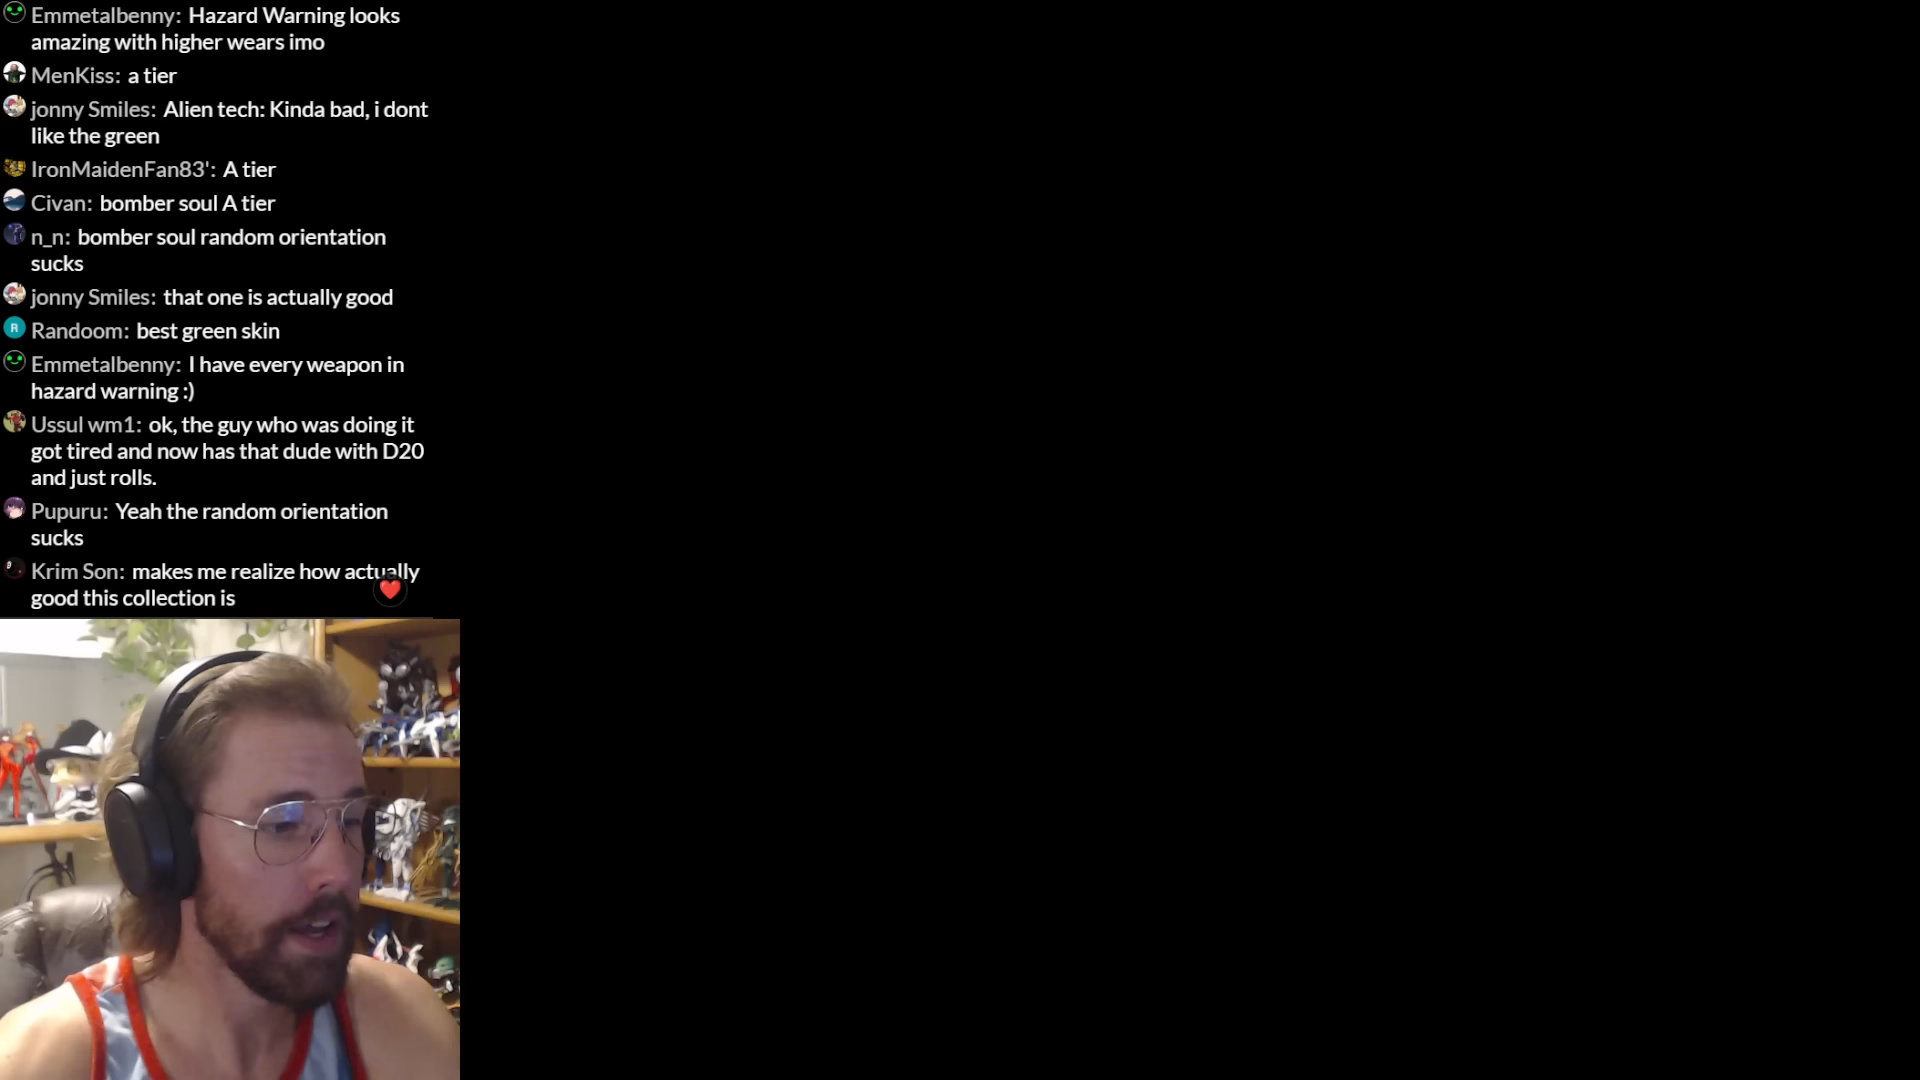 Emmetalbenny: Hazard Warning looks
amazing with higher wears imo
MenKiss: a tier
jonny Smiles: Alien tech: Kinda bad, i dont
like the green
IronMaidenFan83': A tier
Civan: bomber soul A tier
n_n: bomber soul random orientation
sucks
jonny Smiles: that one is actually good
R Randoom: best green skin
Emmetalbenny: I have every weapon in
hazard warning :)
Ussul wm1: ok, the guy who was doing it
got tired and now has that dude with D20
and just rolls.
Pupuru: Yeah the random orientation
sucks
Krim Son: makes me realize how actually
good this collection is